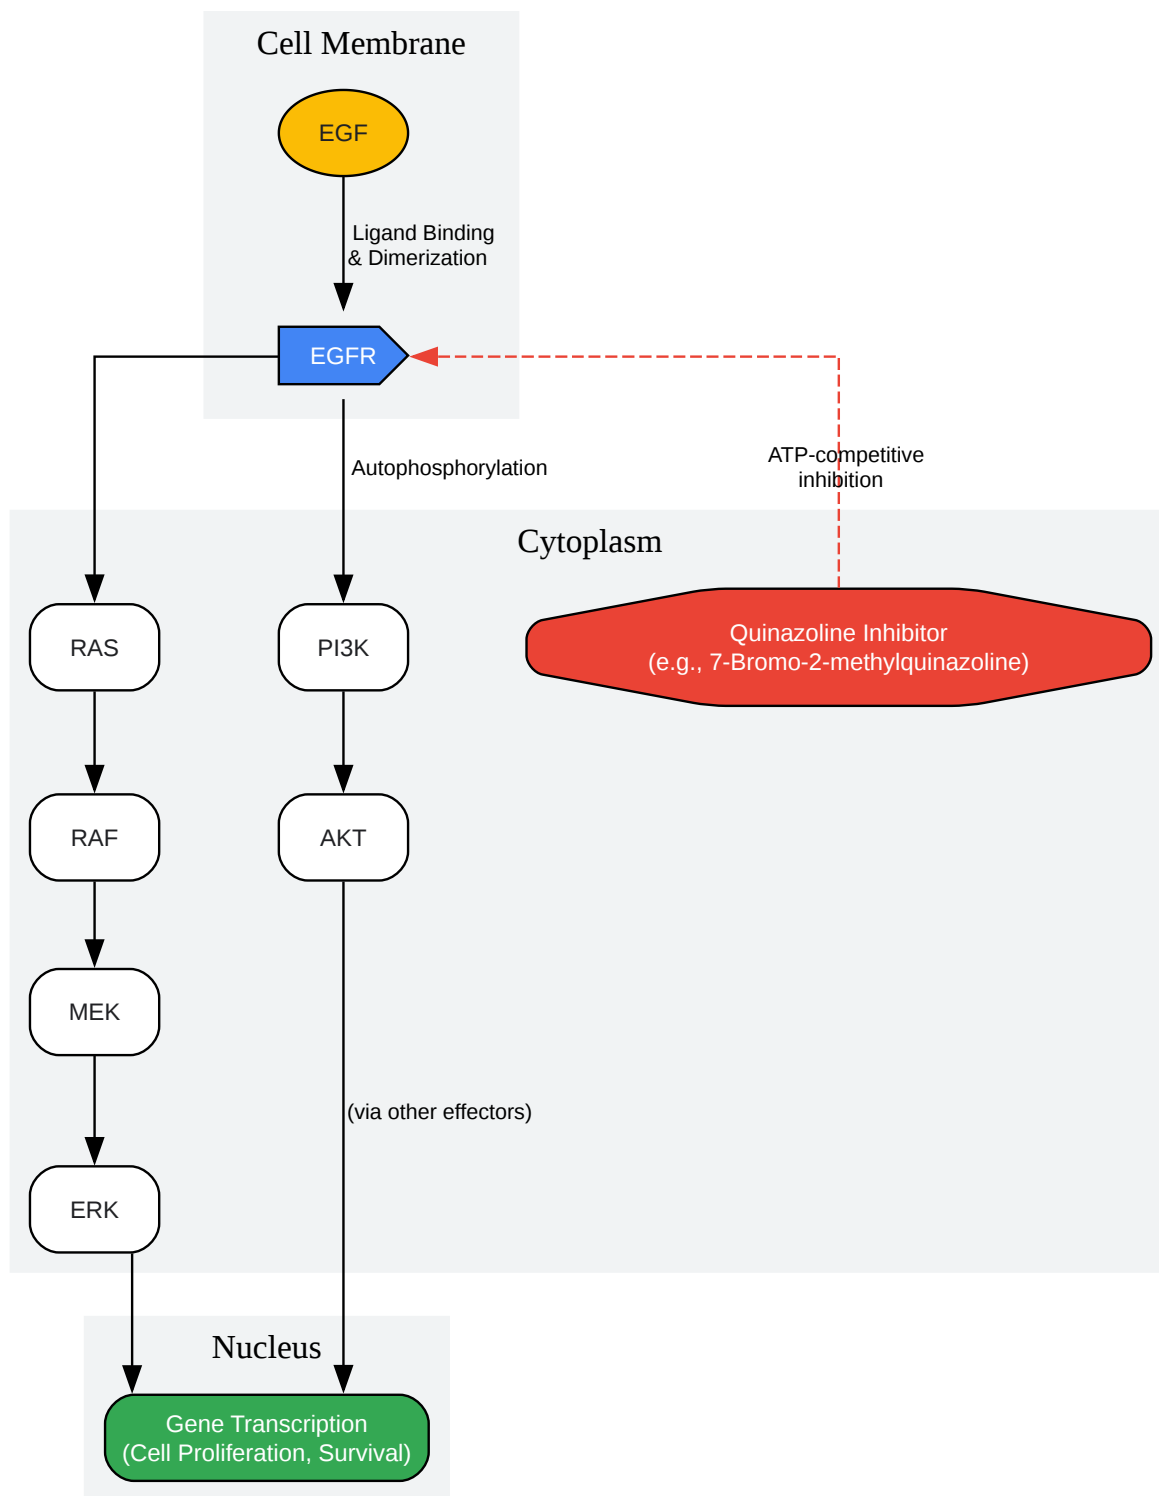 Cell Membrane
EGF
Ligand Binding
& Dimerization
EGFR
Autophosphorylation
ATP-competitive
inhibition
Cytoplasm
RAS
PI3K
Quinazoline Inhibitor
(e.g., 7-Bromo-2-methylquinazoline)
RAF
AKT
MEK
(via other effectors)
ERK
Nucleus
Gene Transcription
(Cell Proliferation, Survival)